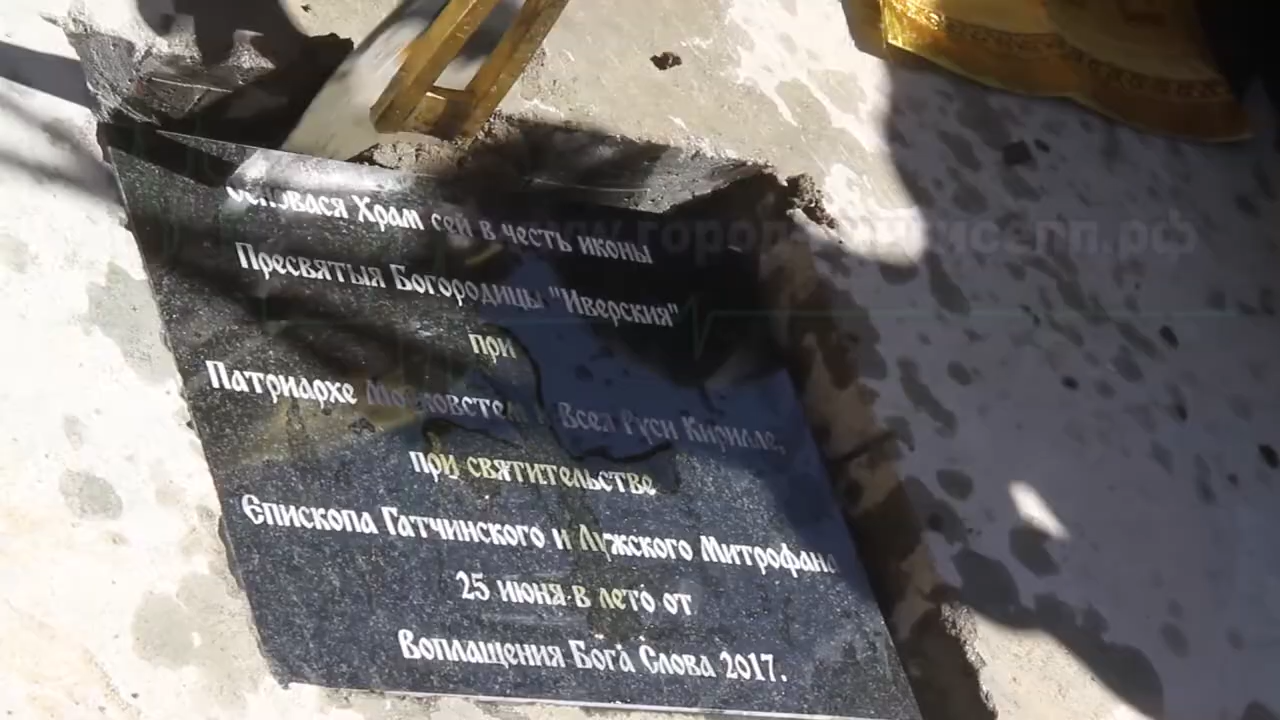 Основася Храм сей в честь иконы
Пресвятыя Богородицы "Иверския"
при
Патриархе Московстем и Всея Руси Кирилле,
при святительстве
Епископа Гатчинского и Лужского Митрофана
25 июня в лето от
Воплащения Бога Слова 2017.